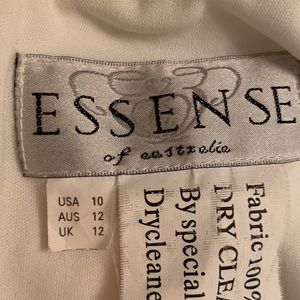 ESSENSE
of australia
USA 10
AUS 12
UK 12
Fabric 100%
DRY CLEA
By special
Drycleane